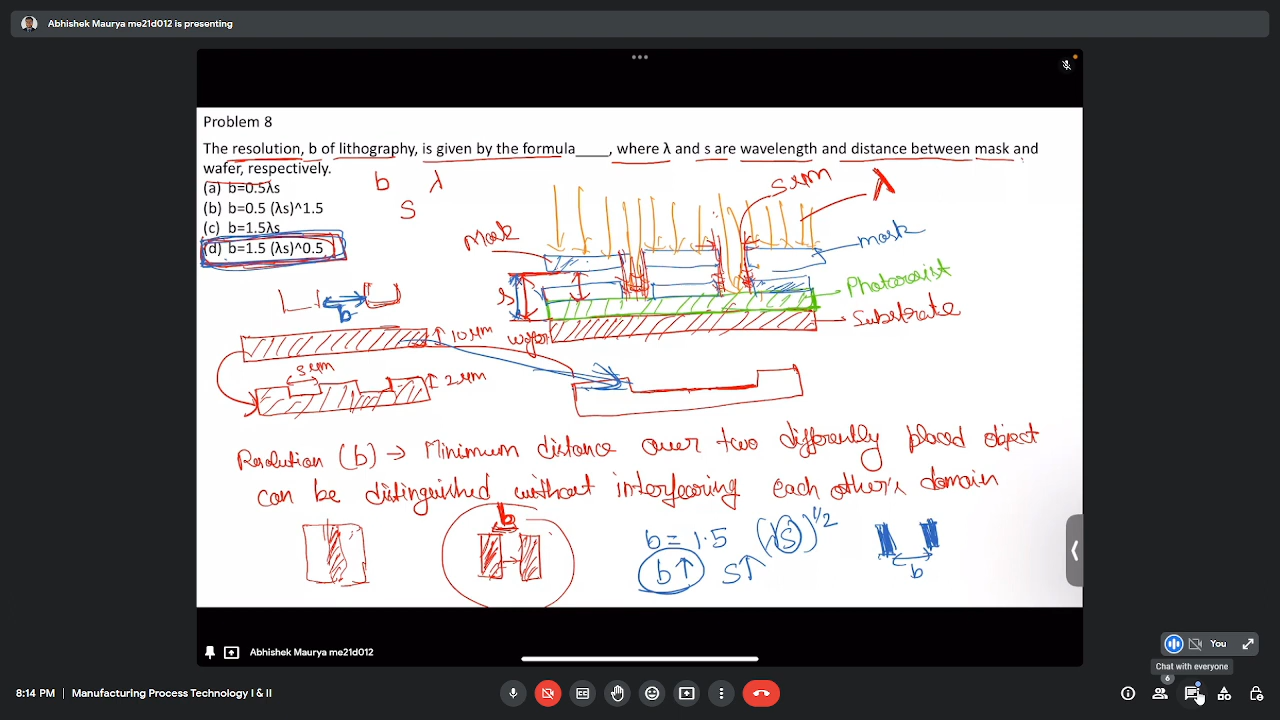 Abhishek Maurya me21d012 is presenting
Problem 8
The resolution, b of lithography, is given by the formula____, where λ and s are wavelength and distance between mask and
wafer, respectively.
(a) b=0.5λs
(b) b=0.5 (λs)^1.5
(c) b=1.5λs
(d) b=1.5 (λs)^0.5
b λ
s
sum
λ
Mask
mask
s
Photoresist
Substrate
wafer
b
10 um
2 um
Resolution (b) → Minimum distance over two differently placed object
can be distinguished without interfearing each other's domain
b
b = 1.5 (λS)^1/2
b↑ S↑
b
Abhishek Maurya me21d012
You
Chat with everyone
6
8:14 PM | Manufacturing Process Technology I & II